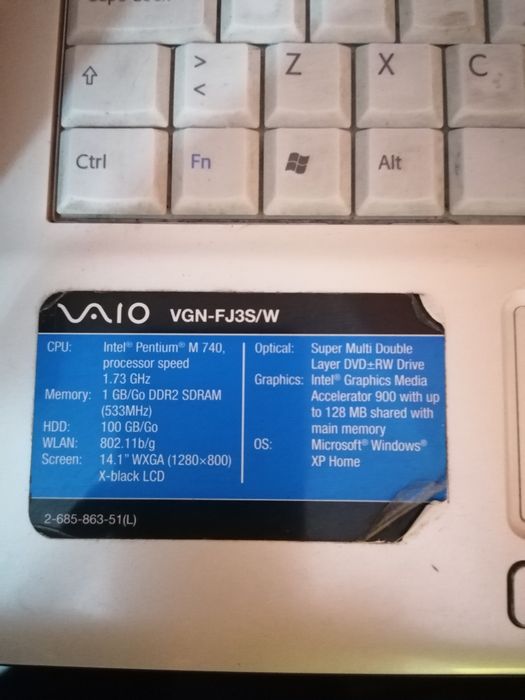 > Z X C
<
Ctrl Fn Alt
VAIO VGN-FJ3S/W
CPU: Intel® Pentium® M 740,
processor speed
1.73 GHz
Memory: 1 GB/Go DDR2 SDRAM
(533MHz)
HDD: 100 GB/Go
WLAN: 802.11b/g
Screen: 14.1" WXGA (1280×800)
X-black LCD
Optical: Super Multi Double
Layer DVD±RW Drive
Graphics: Intel® Graphics Media
Accelerator 900 with up
to 128 MB shared with
main memory
OS: Microsoft® Windows®
XP Home
2-685-863-51(L)